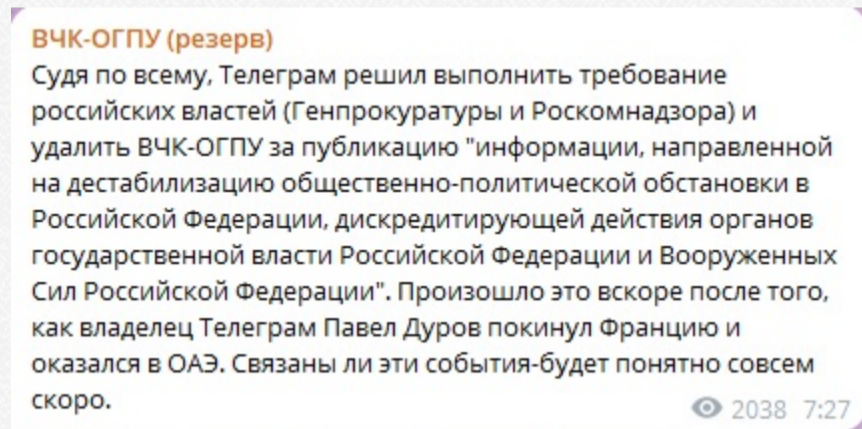 ВЧК-ОГПУ (резерв)
Судя по всему, Телеграм решил выполнить требование
российских властей (Генпрокуратуры и Роскомнадзора) и
удалить ВЧК-ОГПУ за публикацию "информации, направленной
на дестабилизацию общественно-политической обстановки в
Российской Федерации, дискредитирующей действия органов
государственной власти Российской Федерации и Вооруженных
Сил Российской Федерации". Произошло это вскоре после того,
как владелец Телеграм Павел Дуров покинул Францию и
оказался в ОАЭ. Связаны ли эти события-будет понятно совсем
скоро.
2038 7:27